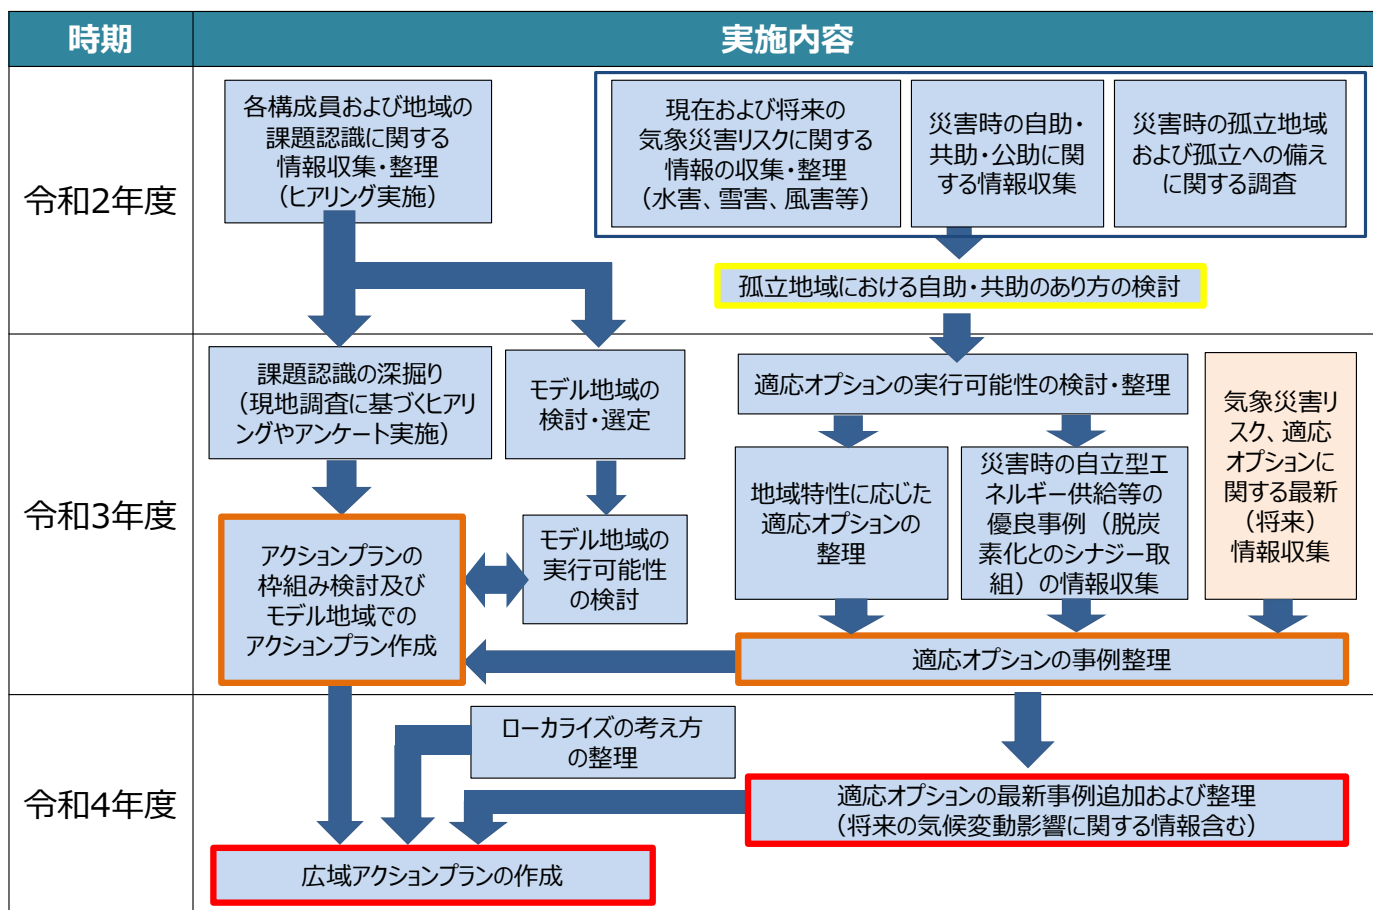 時期
実施内容
令和2年度
各構成員および地域の
課題認識に関する
情報収集・整理
（ヒアリング実施）
現在および将来の
気象災害リスクに関する
情報の収集・整理
（水害、雪害、風害等）
災害時の自助・
共助・公助に関
する情報収集
災害時の孤立地域
および孤立への備え
に関する調査
孤立地域における自助・共助のあり方の検討
令和3年度
課題認識の深掘り
（現地調査に基づくヒアリ
ングやアンケート実施）
モデル地域の
検討・選定
適応オプションの実行可能性の検討・整理
気象災害リ
スク、適応
オプションに
関する最新
（将来）
情報収集
地域特性に応じた
適応オプションの
整理
災害時の自立型エ
ネルギー供給等の
優良事例（脱炭
素化とのシナジー取
組）の情報収集
アクションプランの
枠組み検討及び
モデル地域での
アクションプラン作成
モデル地域の
実行可能性
の検討
適応オプションの事例整理
令和4年度
ローカライズの考え方
の整理
適応オプションの最新事例追加および整理
（将来の気候変動影響に関する情報含む）
広域アクションプランの作成